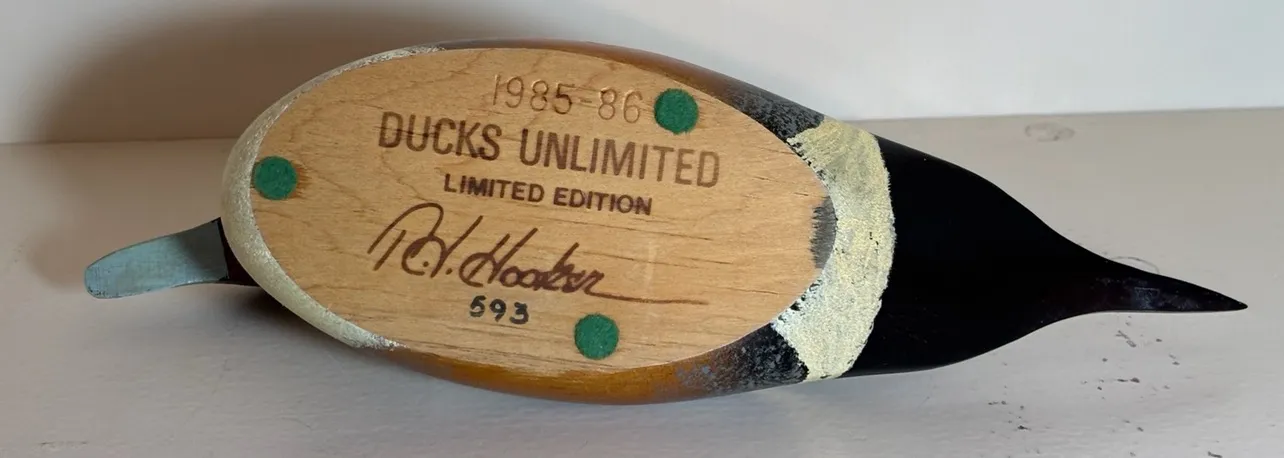 1985-86
DUCKS UNLIMITED
LIMITED EDITION
R.V. Hooker
593